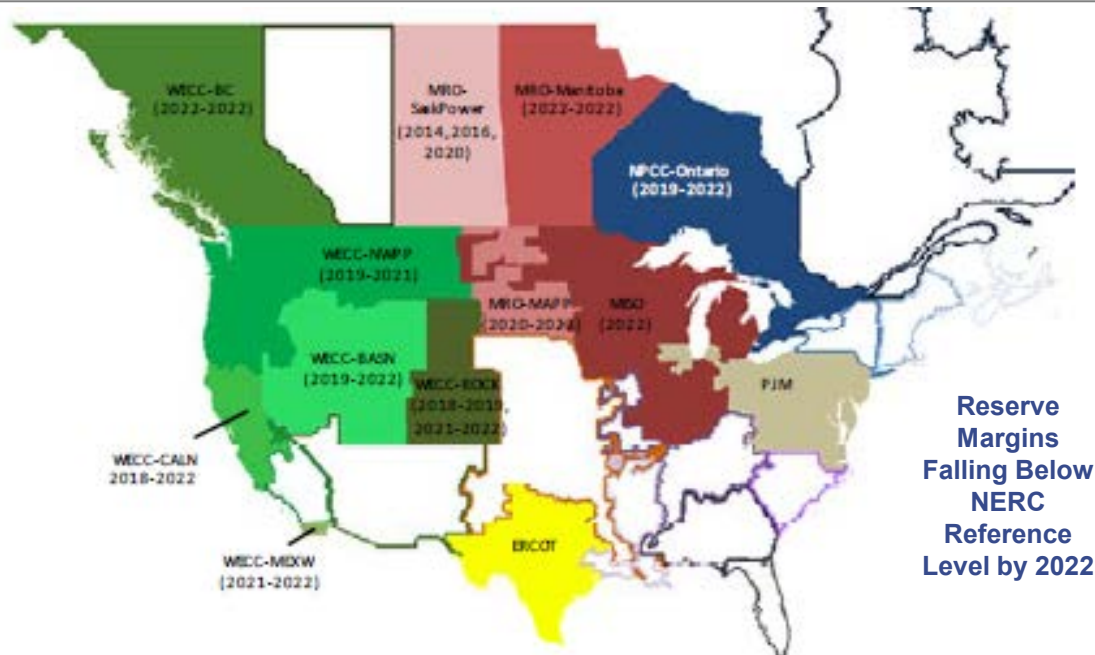 WECC-BC
(2022-2022)
MRO-
SaskPower
(2014,2016,
2020)
MRO-Manitoba
(2022-2022)
NPCC-Ontario
(2019-2022)
WECC-NWPP
(2019-2021)
MRO-MAPP
MISO
(2022)
WECC-BASN
(2019-2022)
WECC-ROCK
(2018-2019,
2021-2022)
PJM
WECC-CALN
2018-2022
WECC-MEXW
(2021-2022)
ERCOT
Reserve
Margins
Falling Below
NERC
Reference
Level by 2022